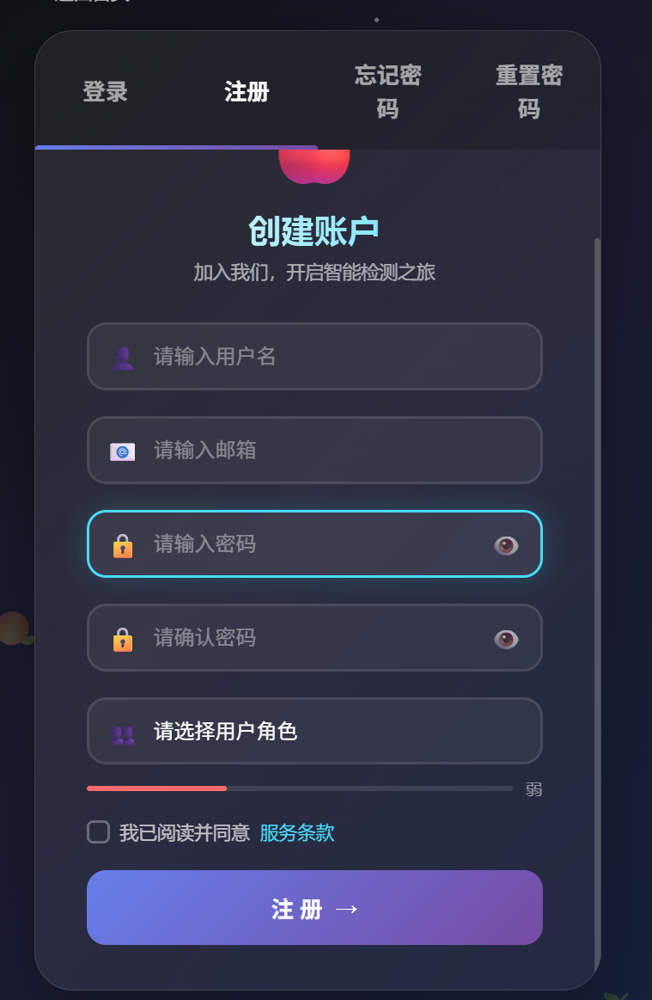 登录
注册
忘记密
码
重置密
码
创建账户
加入我们，开启智能检测之旅
请输入用户名
请输入邮箱
请输入密码
请确认密码
请选择用户角色
弱
我已阅读并同意 服务条款
注 册 →